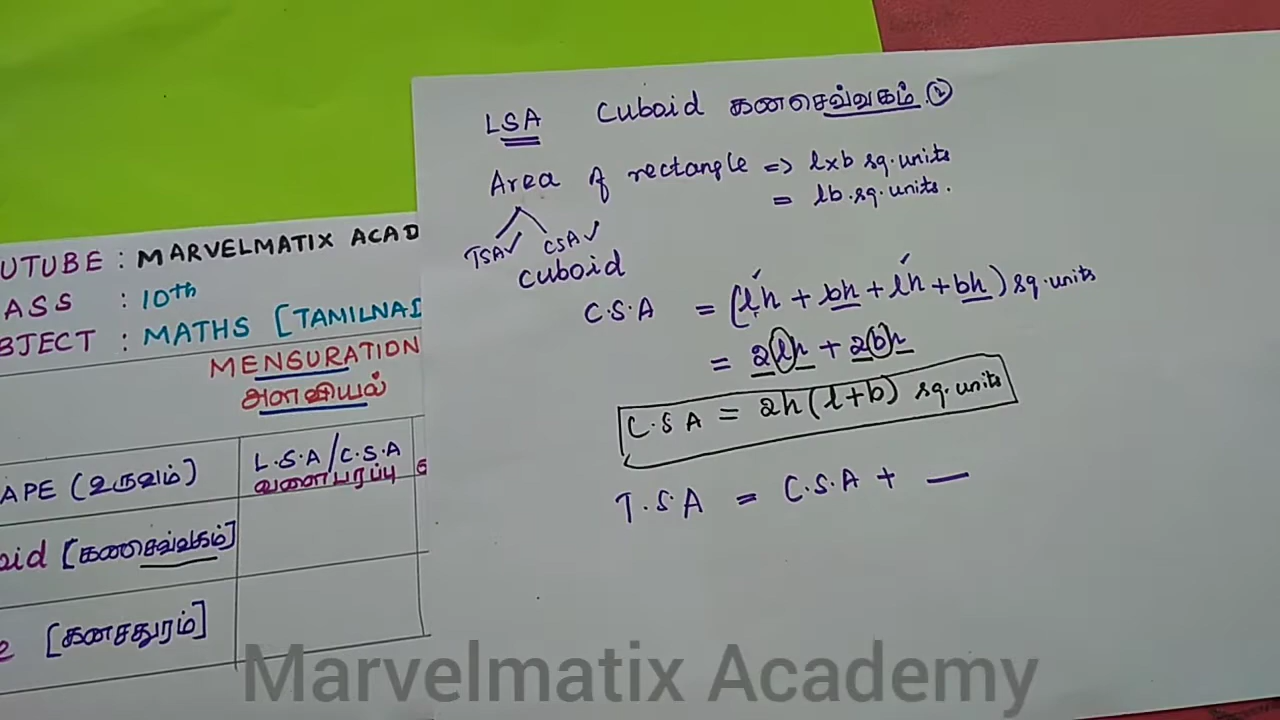 LSA Cuboid கனசெவ்வகம்.
Area of rectangle => lxb sq.units
= lb.sq.units.
TSA✓ CSA✓
cuboid
C.S.A = (lh + bh + lh + bh) sq.units
= 2lh + 2bh
C.S.A = 2h(l+b) sq.units
T.S.A = C.S.A + —
UTUBE : MARVELMATIX ACAD
ASS : 10th
BJECT : MATHS [TAMILNAD
MENSURATION
அளவியல்
APE (உருவம்) L.S.A/C.S.A
வளைபரப்பு
oid [கனசெவ்வகம்]
[கனசதுரம்]
Marvelmatix Academy